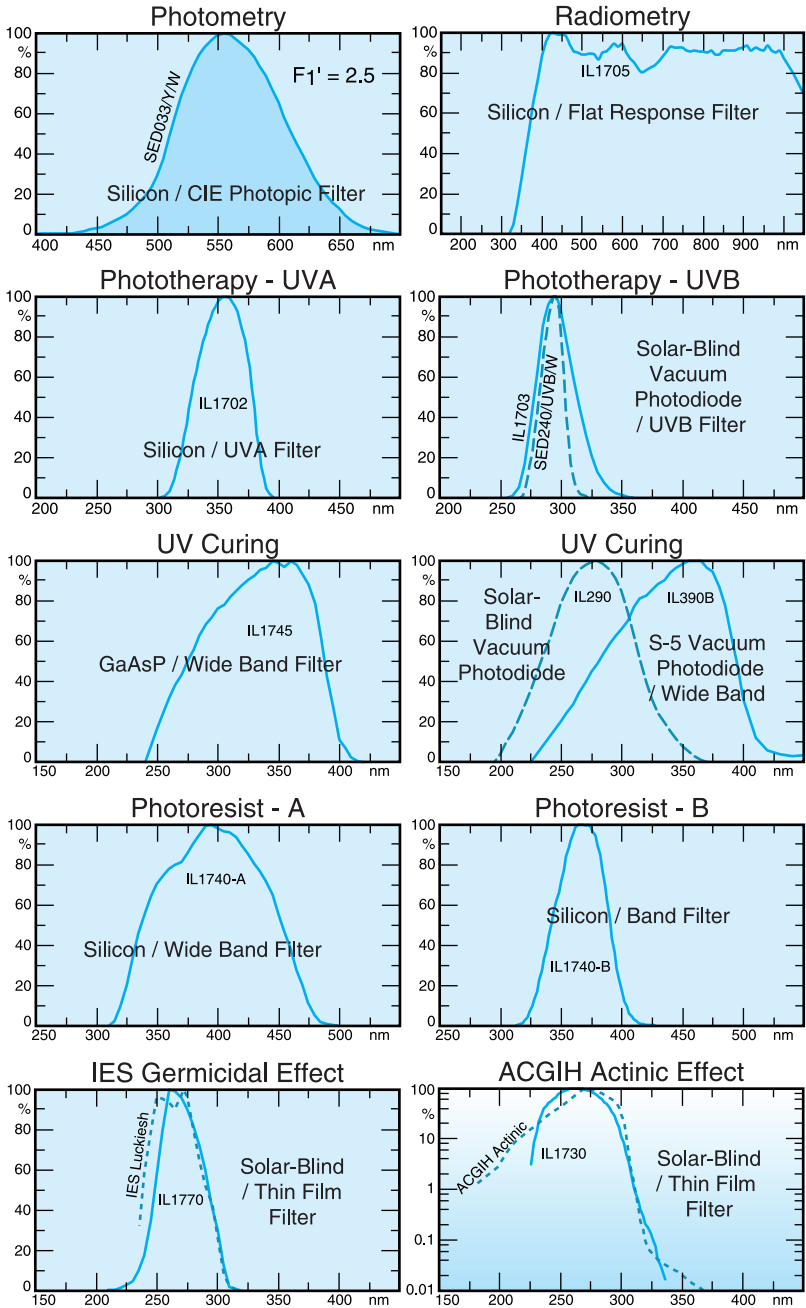 Photometry
100
%
80
60
40
20
0
SED033/Y/W
F1' = 2.5
Silicon / CIE Photopic Filter
400 450 500 550 600 650 nm
Radiometry
100
%
80
60
40
20
0
IL1705
Silicon / Flat Response Filter
200 300 400 500 600 700 800 900 nm
Phototherapy - UVA
100
%
80
60
40
20
0
IL1702
Silicon / UVA Filter
200 250 300 350 400 450 nm
Phototherapy - UVB
100
%
80
60
40
20
0
IL1703
SED240/UVB/W
Solar-Blind
Vacuum
Photodiode
/ UVB Filter
200 250 300 350 400 450 nm
UV Curing
100
%
80
60
40
20
0
IL1745
GaAsP / Wide Band Filter
150 200 250 300 350 400 nm
UV Curing
100
%
80
60
40
20
0
Solar-
Blind
Vacuum
Photodiode
IL290
IL390B
S-5 Vacuum
Photodiode
/ Wide Band
150 200 250 300 350 400 nm
Photoresist - A
100
%
80
60
40
20
0
IL1740-A
Silicon / Wide Band Filter
250 300 350 400 450 500 nm
Photoresist - B
100
%
80
60
40
20
0
Silicon / Band Filter
IL1740-B
250 300 350 400 450 500 nm
IES Germicidal Effect
100
%
80
60
40
20
0
IES Luckiesh
IL1770
Solar-Blind
/ Thin Film
Filter
150 200 250 300 350 400 nm
ACGIH Actinic Effect
100
%
10
1
0.1
0.01
ACGIH Actinic
IL1730
Solar-Blind
/ Thin Film
Filter
150 200 250 300 350 400 nm